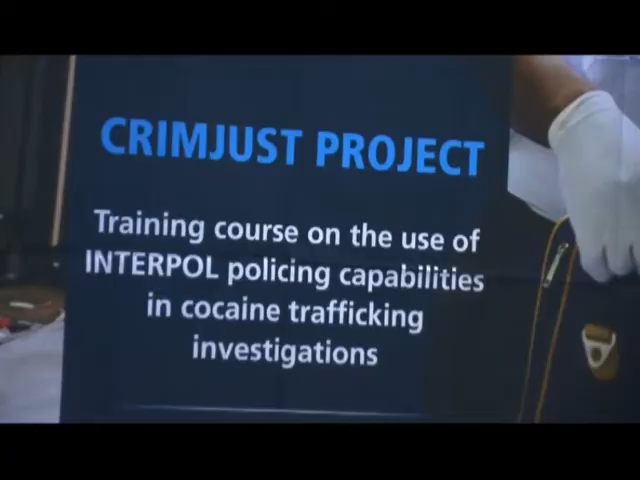 CRIMJUST PROJECT
Training course on the use of
INTERPOL policing capabilities
in cocaine trafficking
investigations